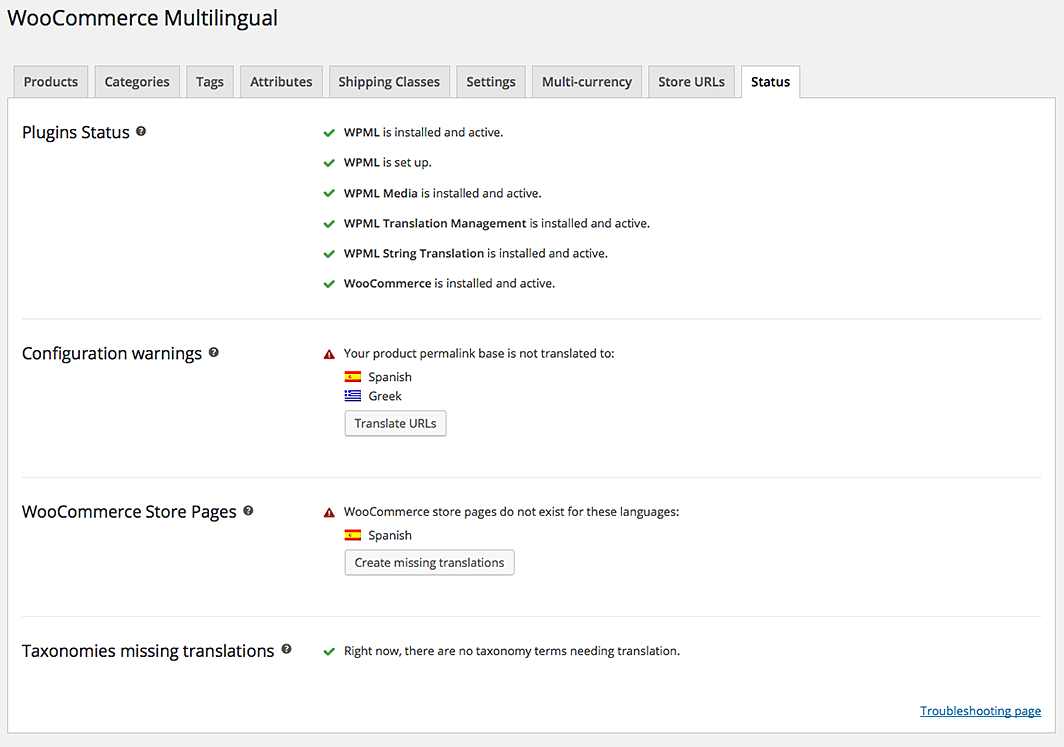 WooCommerce Multilingual
Products Categories Tags Attributes Shipping Classes Settings Multi-currency Store URLs Status
Plugins Status
WPML is installed and active.
WPML is set up.
WPML Media is installed and active.
WPML Translation Management is installed and active.
WPML String Translation is installed and active.
WooCommerce is installed and active.
Configuration warnings
Your product permalink base is not translated to:
Spanish
Greek
Translate URLs
WooCommerce Store Pages
WooCommerce store pages do not exist for these languages:
Spanish
Create missing translations
Taxonomies missing translations
Right now, there are no taxonomy terms needing translation.
Troubleshooting page